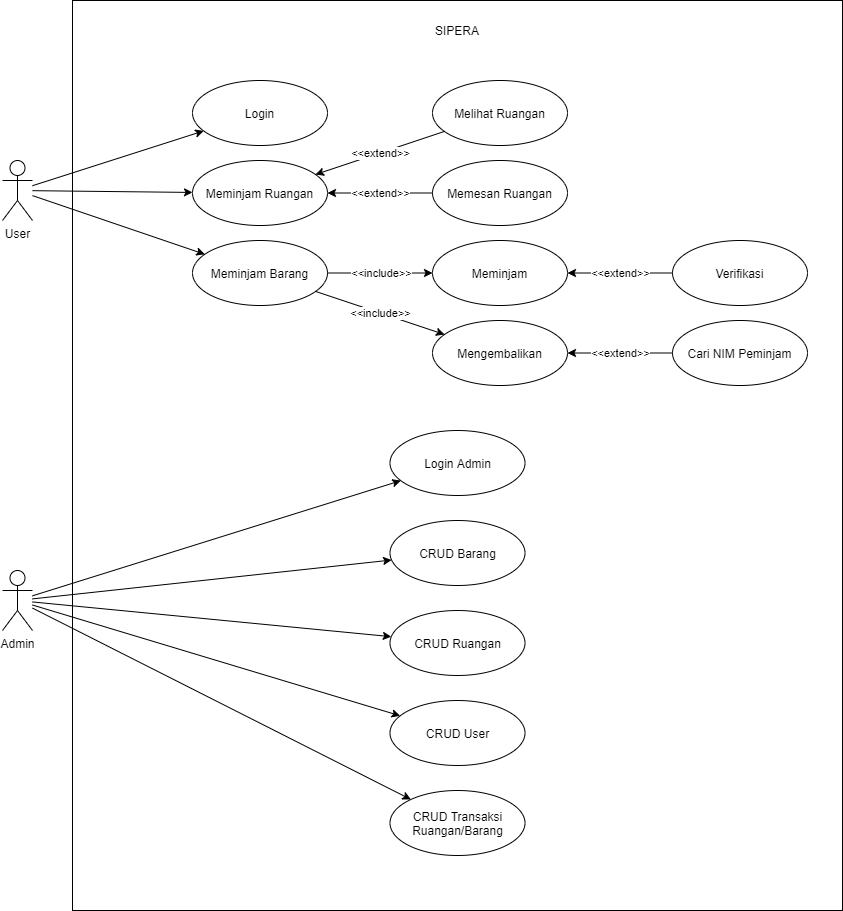 SIPERA
Login
Melihat Ruangan
<<extend>>
User
Meminjam Ruangan
<<extend>>
Memesan Ruangan
Meminjam Barang
<<include>>
Meminjam
<<extend>>
Verifikasi
<<include>>
Mengembalikan
<<extend>>
Cari NIM Peminjam
Login Admin
CRUD Barang
Admin
CRUD Ruangan
CRUD User
CRUD Transaksi
Ruangan/Barang